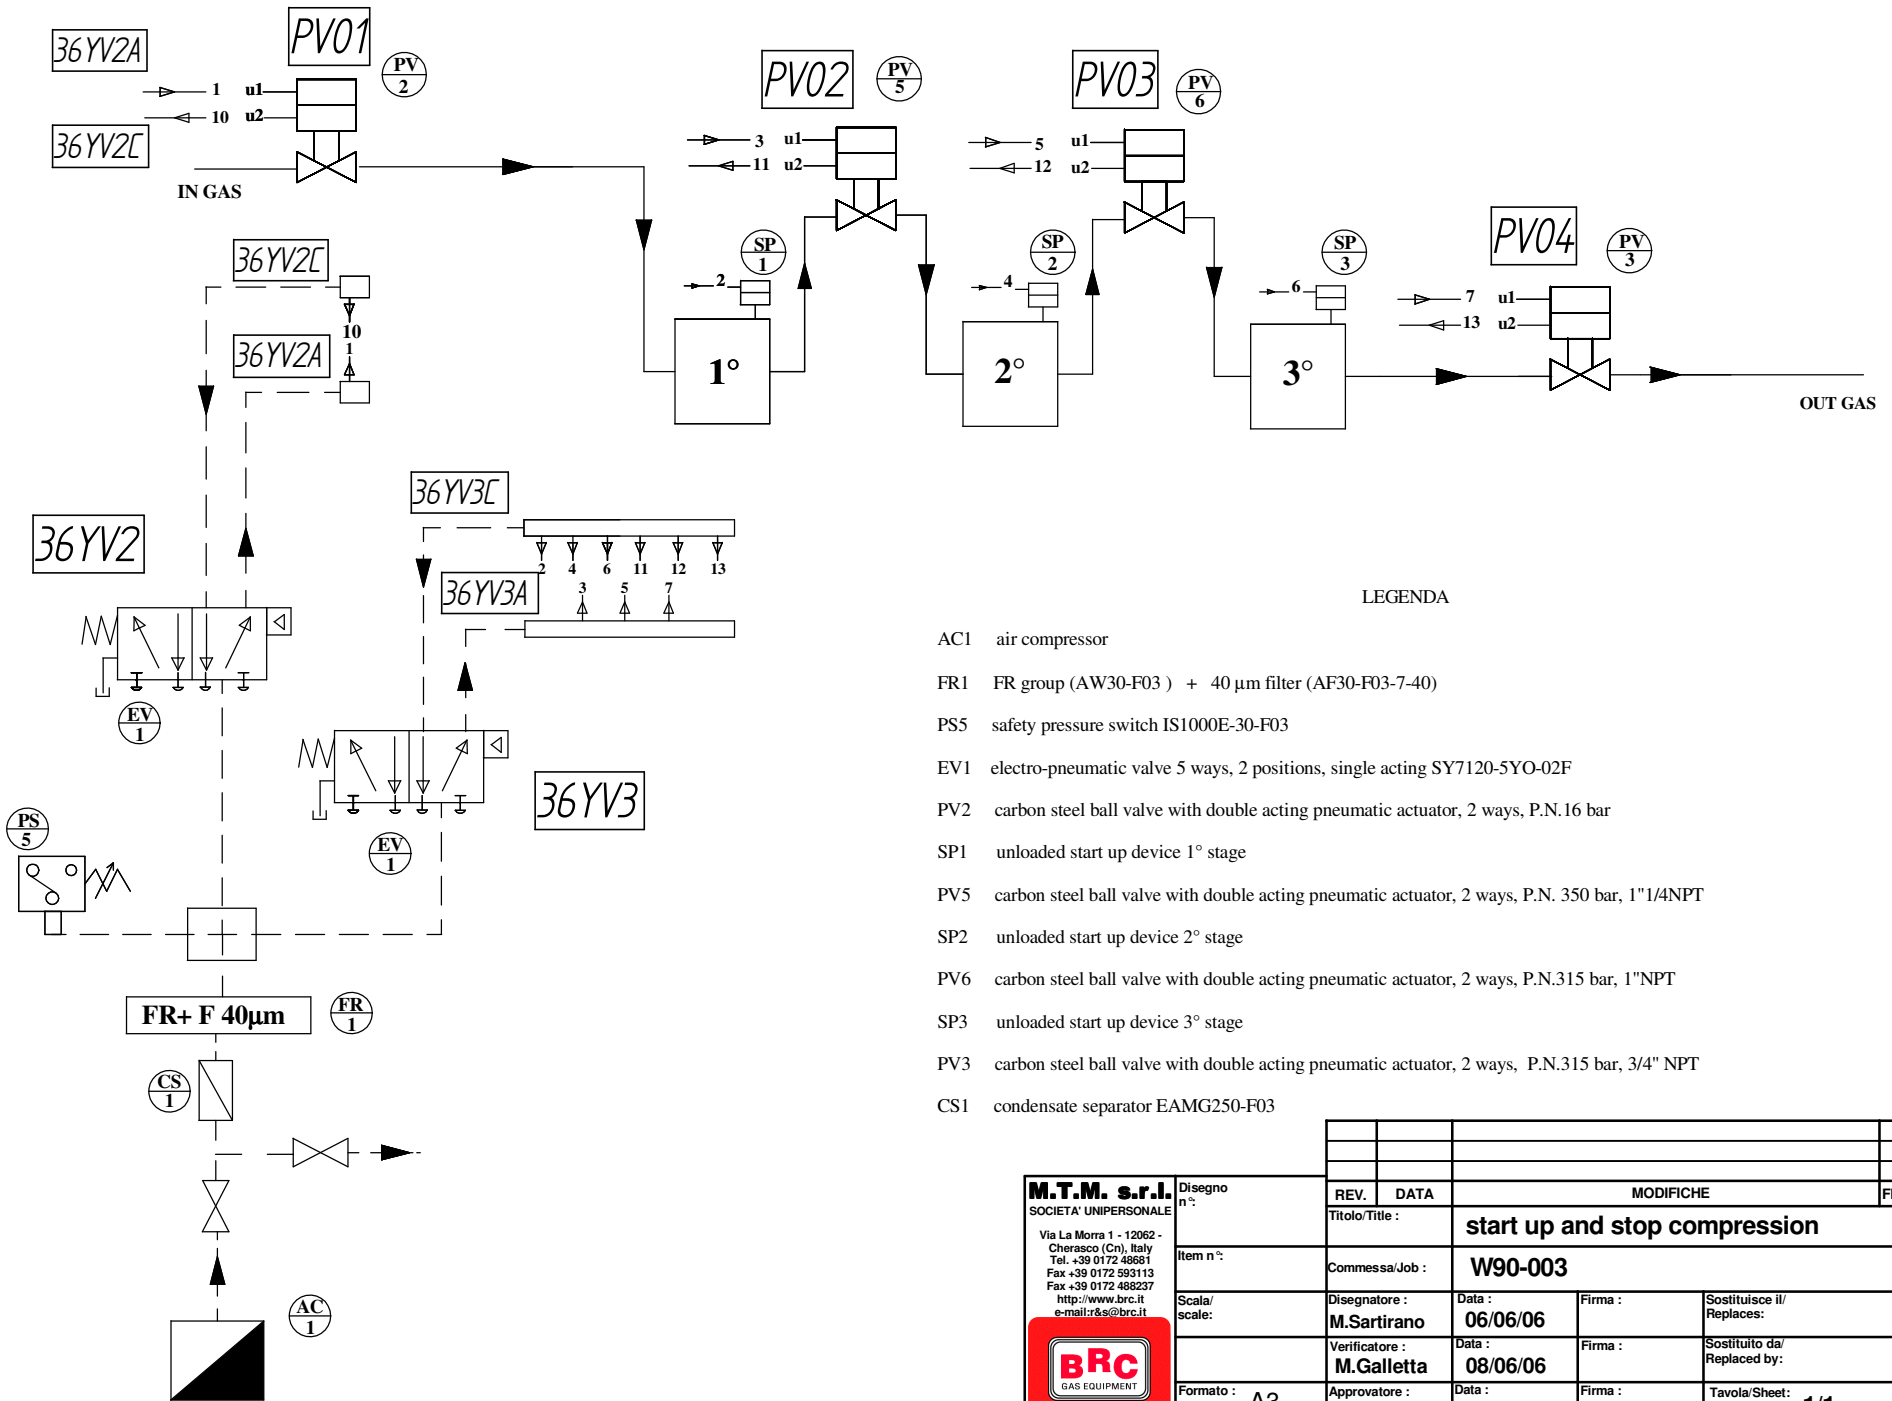 36YV2A
PV01
PV
2
1 u1
10 u2
36YV2C
IN GAS
PV02
PV
5
3 u1
11 u2
PV03
PV
6
5 u1
12 u2
PV04
PV
3
7 u1
13 u2
SP
1
2
1°
SP
2
4
2°
SP
3
6
3°
OUT GAS
36YV2C
10
1
36YV2A
36YV2
EV
1
36YV3C
2 4 6 11 12 13
36YV3A
3 5 7
36YV3
EV
1
PS
5
FR+ F 40µm
FR
1
CS
1
AC
1
LEGENDA
AC1 air compressor
FR1 FR group (AW30-F03 ) + 40 µm filter (AF30-F03-7-40)
PS5 safety pressure switch IS1000E-30-F03
EV1 electro-pneumatic valve 5 ways, 2 positions, single acting SY7120-5YO-02F
PV2 carbon steel ball valve with double acting pneumatic actuator, 2 ways, P.N.16 bar
SP1 unloaded start up device 1° stage
PV5 carbon steel ball valve with double acting pneumatic actuator, 2 ways, P.N. 350 bar, 1"1/4NPT
SP2 unloaded start up device 2° stage
PV6 carbon steel ball valve with double acting pneumatic actuator, 2 ways, P.N.315 bar, 1"NPT
SP3 unloaded start up device 3° stage
PV3 carbon steel ball valve with double acting pneumatic actuator, 2 ways, P.N.315 bar, 3/4" NPT
CS1 condensate separator EAMG250-F03
M.T.M. s.r.l.
SOCIETA' UNIPERSONALE
Via La Morra 1 - 12062 -
Cherasco (Cn), Italy
Tel. +39 0172 48681
Fax +39 0172 593113
Fax +39 0172 488237
http://www.brc.it
e-mail:r&s@brc.it
BRC
GAS EQUIPMENT
Disegno
n°:
Item n°:
Scala/
scale:
Formato :
REV. DATA MODIFICHE
Titolo/Title :
start up and stop compression
Commessa/Job : W90-003
Disegnatore : Data : Firma : Sostituisce il/
Replaces:
M.Sartirano 06/06/06
Verificatore : Data : Firma : Sostituito da/
Replaced by:
M.Galletta 08/06/06
Approvatore : Data : Firma : Tavola/Sheet: